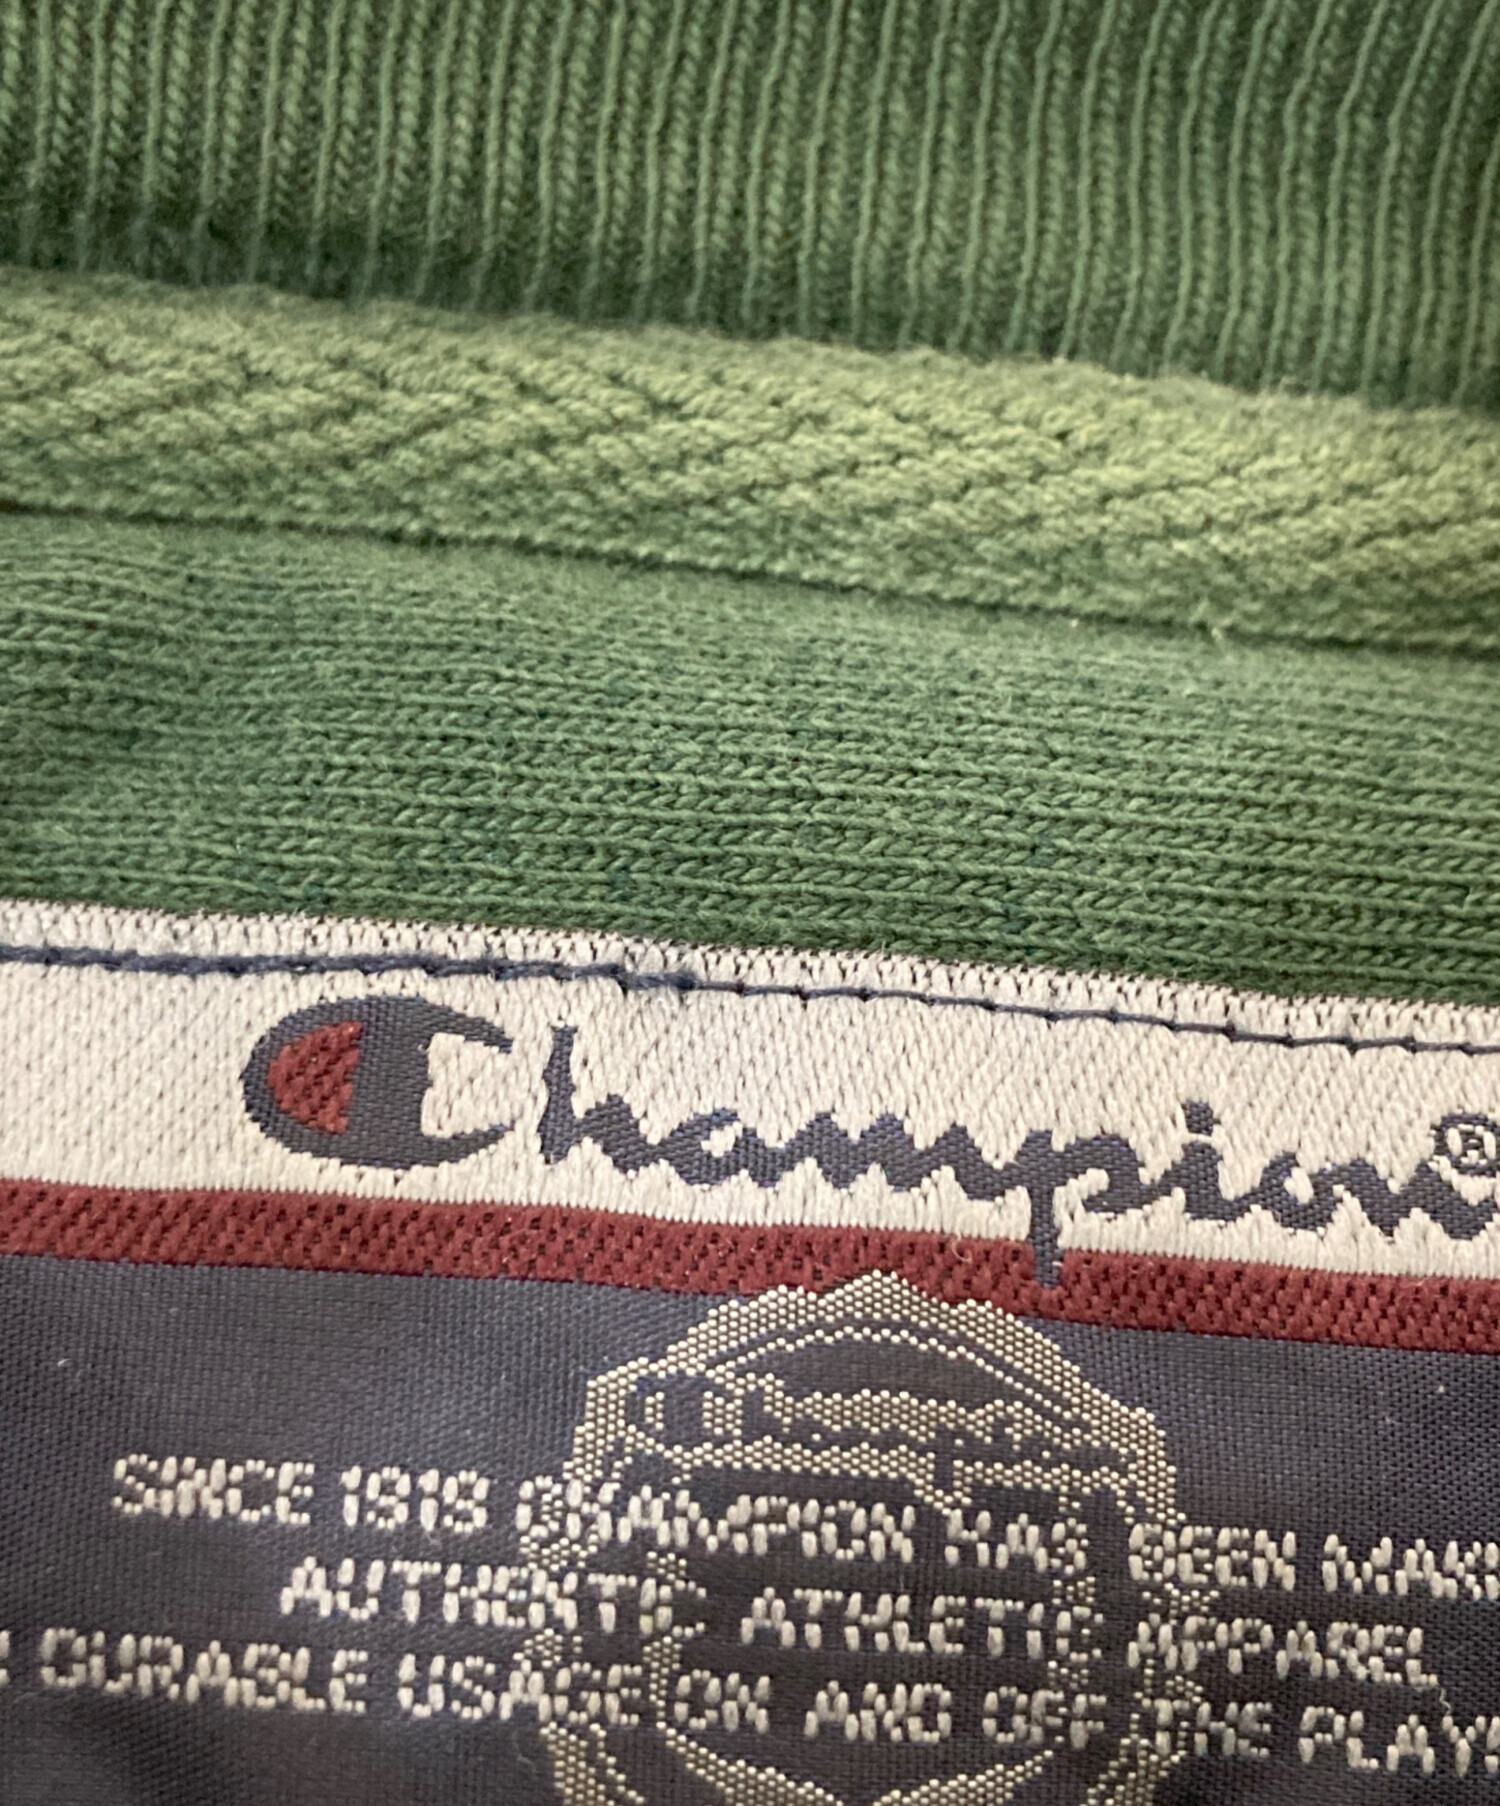 Champion®
SINCE 1919 CHAMPION HAS BEEN MAK
AUTHENTIC ATHLETIC APPAREL
DURABLE USAGE ON AND OFF THE PLAY